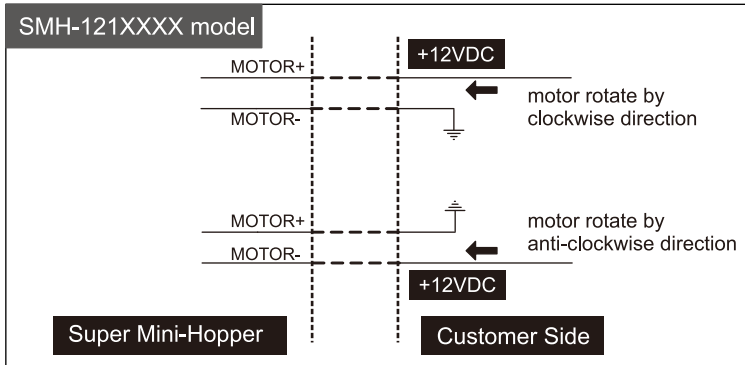 SMH-121XXXX model
+12VDC
MOTOR+
motor rotate by
clockwise direction
MOTOR-
MOTOR+
motor rotate by
anti-clockwise direction
MOTOR-
+12VDC
Super Mini-Hopper
Customer Side